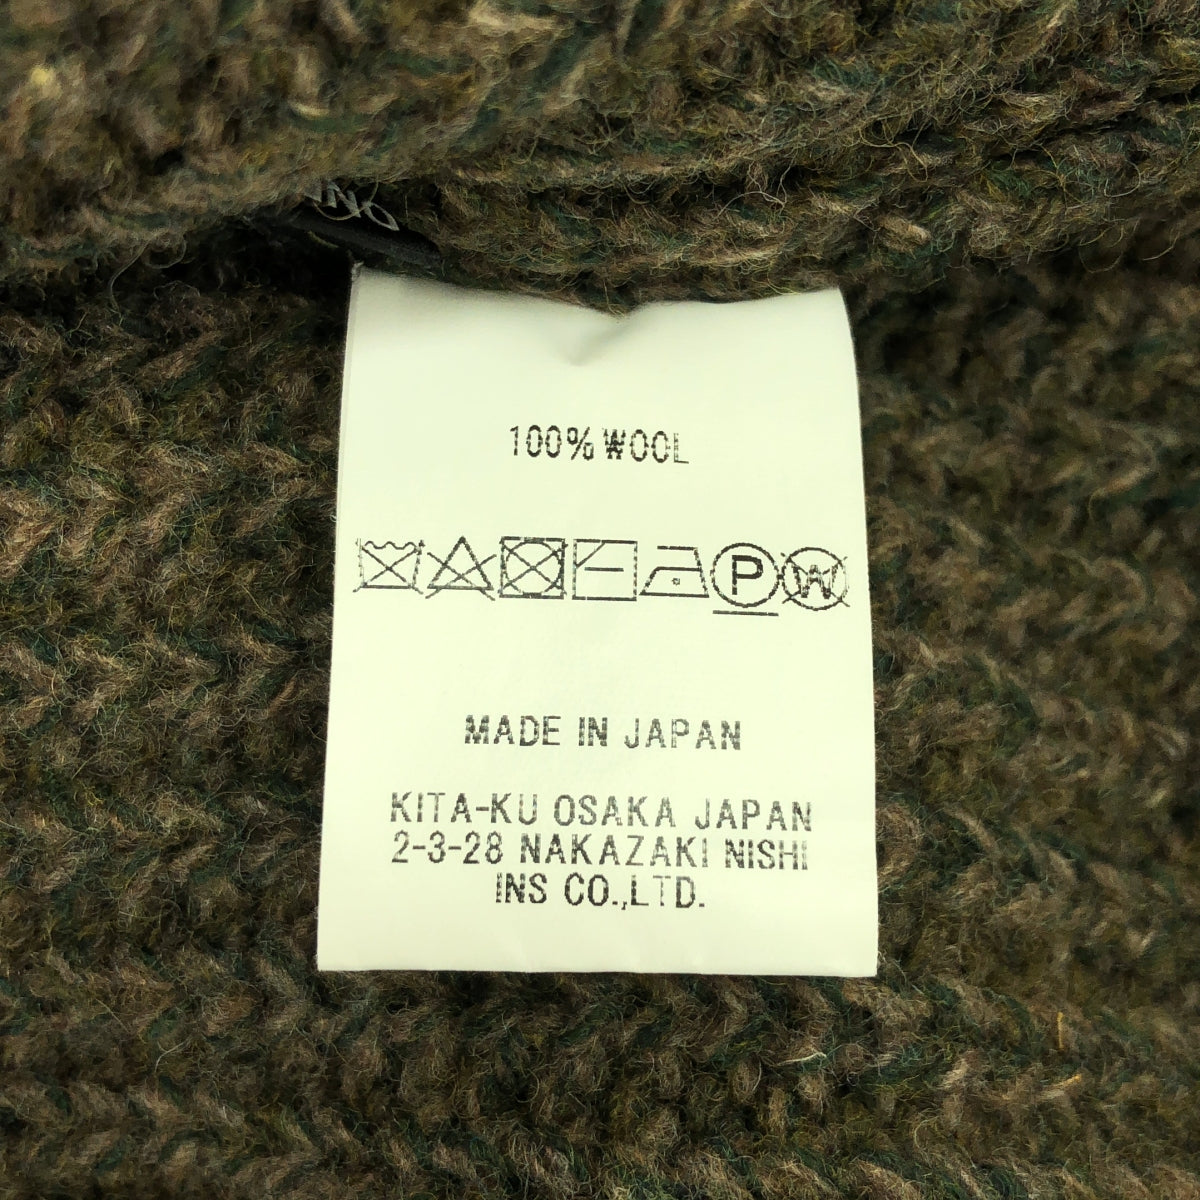 100% WOOL
P W
MADE IN JAPAN
KITA-KU OSAKA JAPAN
2-3-28 NAKAZAKI NISHI
INS CO.,LTD.